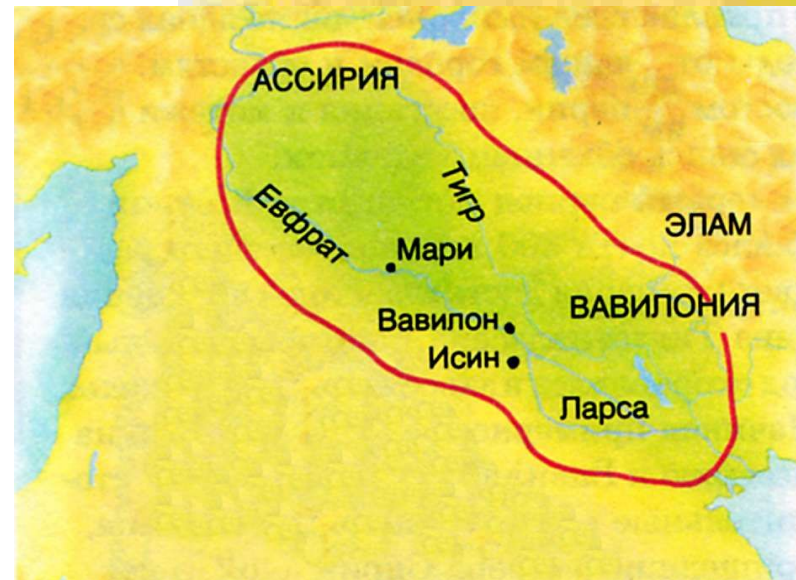 АССИРИЯ
Тигр
Евфрат
ЭЛАМ
Мари
ВАВИЛОНИЯ
Вавилон
Исин
Ларса